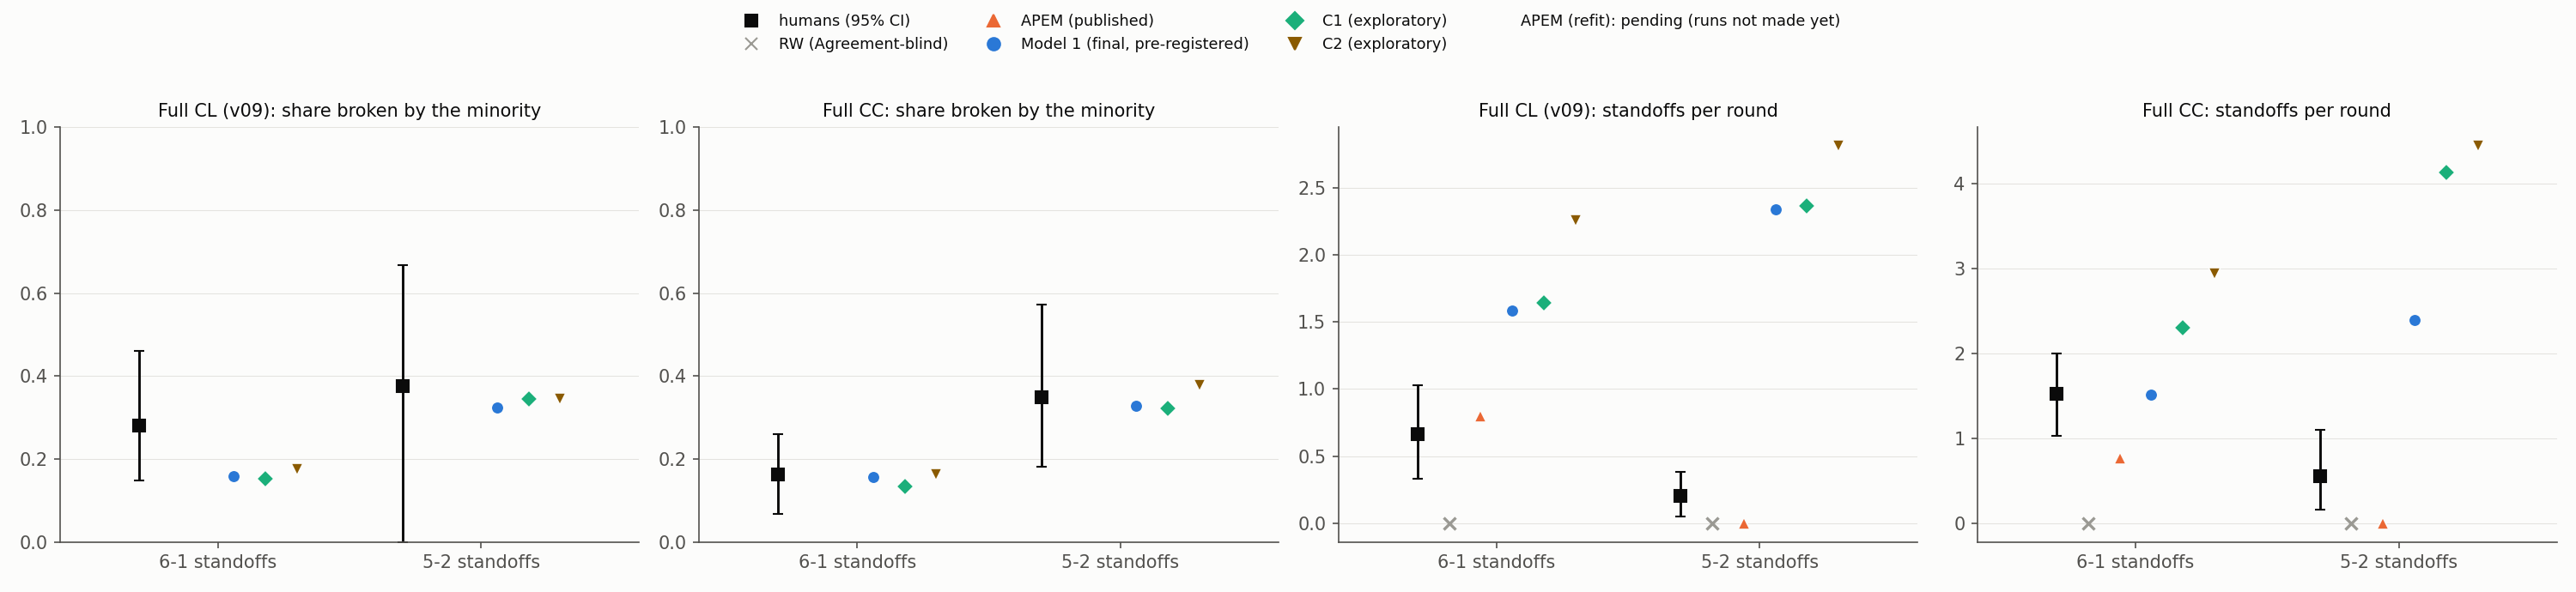 humans (95% CI)
RW (Agreement-blind)
APEM (published)
Model 1 (final, pre-registered)
C1 (exploratory)
C2 (exploratory)
APEM (refit): pending (runs not made yet)
Full CL (v09): share broken by the minority
1.0
0.8
0.6
0.4
0.2
0.0
6-1 standoffs
5-2 standoffs
Full CC: share broken by the minority
1.0
0.8
0.6
0.4
0.2
0.0
6-1 standoffs
5-2 standoffs
Full CL (v09): standoffs per round
2.5
2.0
1.5
1.0
0.5
0.0
6-1 standoffs
5-2 standoffs
Full CC: standoffs per round
4
3
2
1
0
6-1 standoffs
5-2 standoffs